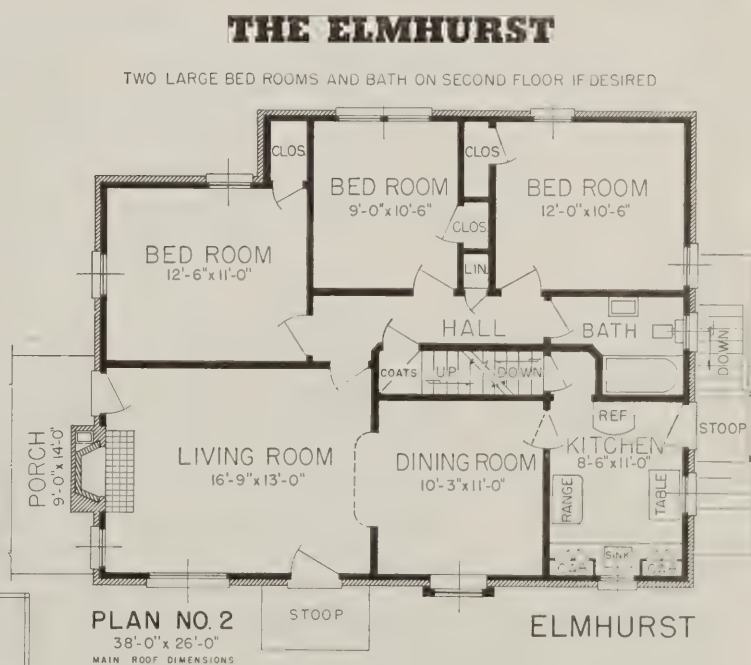 THE ELMHURST
TWO LARGE BED ROOMS AND BATH ON SECOND FLOOR IF DESIRED
CLOS.
BED ROOM
9'-0"x10'-6"
CLOS
BED ROOM
12'-0"x10'-6"
BED ROOM
12'-6"x11'-0"
CLOS.
LIN.
HALL
BATH
DOWN
COATS
UP
DOWN
PORCH
9'-0"x14'-0"
LIVING ROOM
16'-9"x13'-0"
DINING ROOM
10'-3"x11'-0"
REF
KITCHEN
8'-6"x11'-0"
STOOP
RANGE
TABLE
SINK
STOOP
PLAN NO. 2
38'-0"x 26'-0"
MAIN ROOF DIMENSIONS
ELMHURST